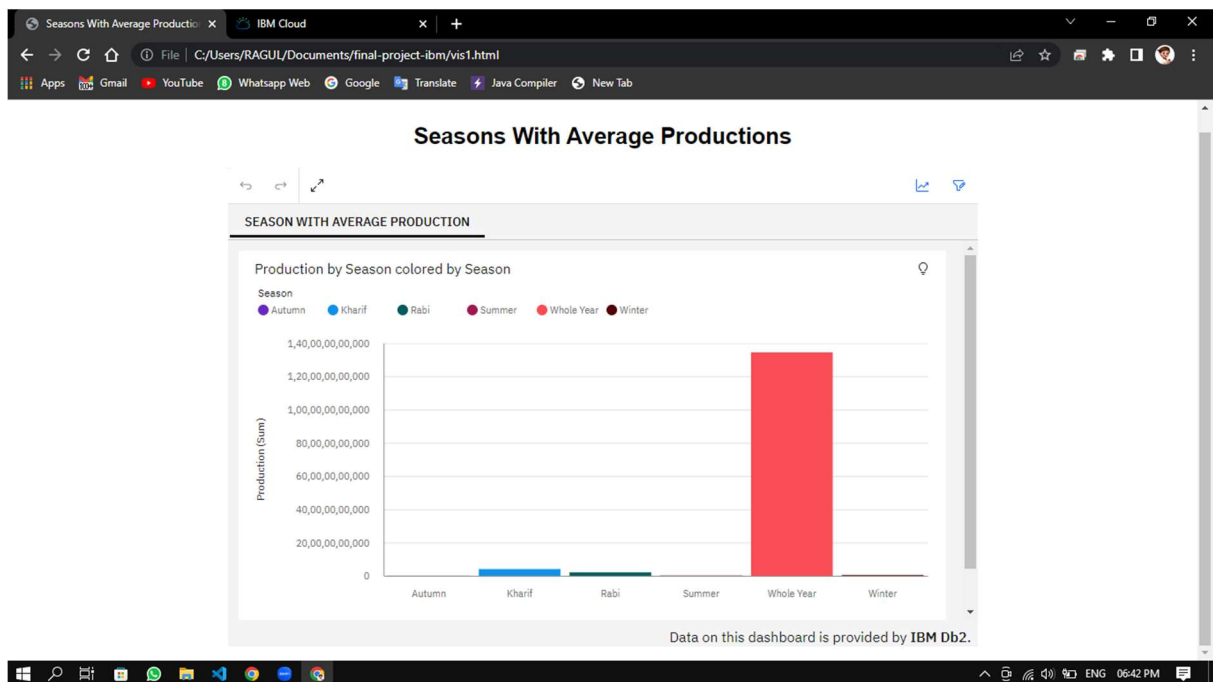 Seasons With Average Productio
IBM Cloud
File | C:/Users/RAGUL/Documents/final-project-ibm/vis1.html
Apps Gmail YouTube Whatsapp Web Google Translate Java Compiler New Tab
Seasons With Average Productions
SEASON WITH AVERAGE PRODUCTION
Production by Season colored by Season
Season
Autumn Kharif Rabi Summer Whole Year Winter
Production (Sum)
1,40,00,00,00,000
1,20,00,00,00,000
1,00,00,00,00,000
80,00,00,00,000
60,00,00,00,000
40,00,00,00,000
20,00,00,00,000
0
Autumn Kharif Rabi Summer Whole Year Winter
Data on this dashboard is provided by IBM Db2.
ENG 06:42 PM